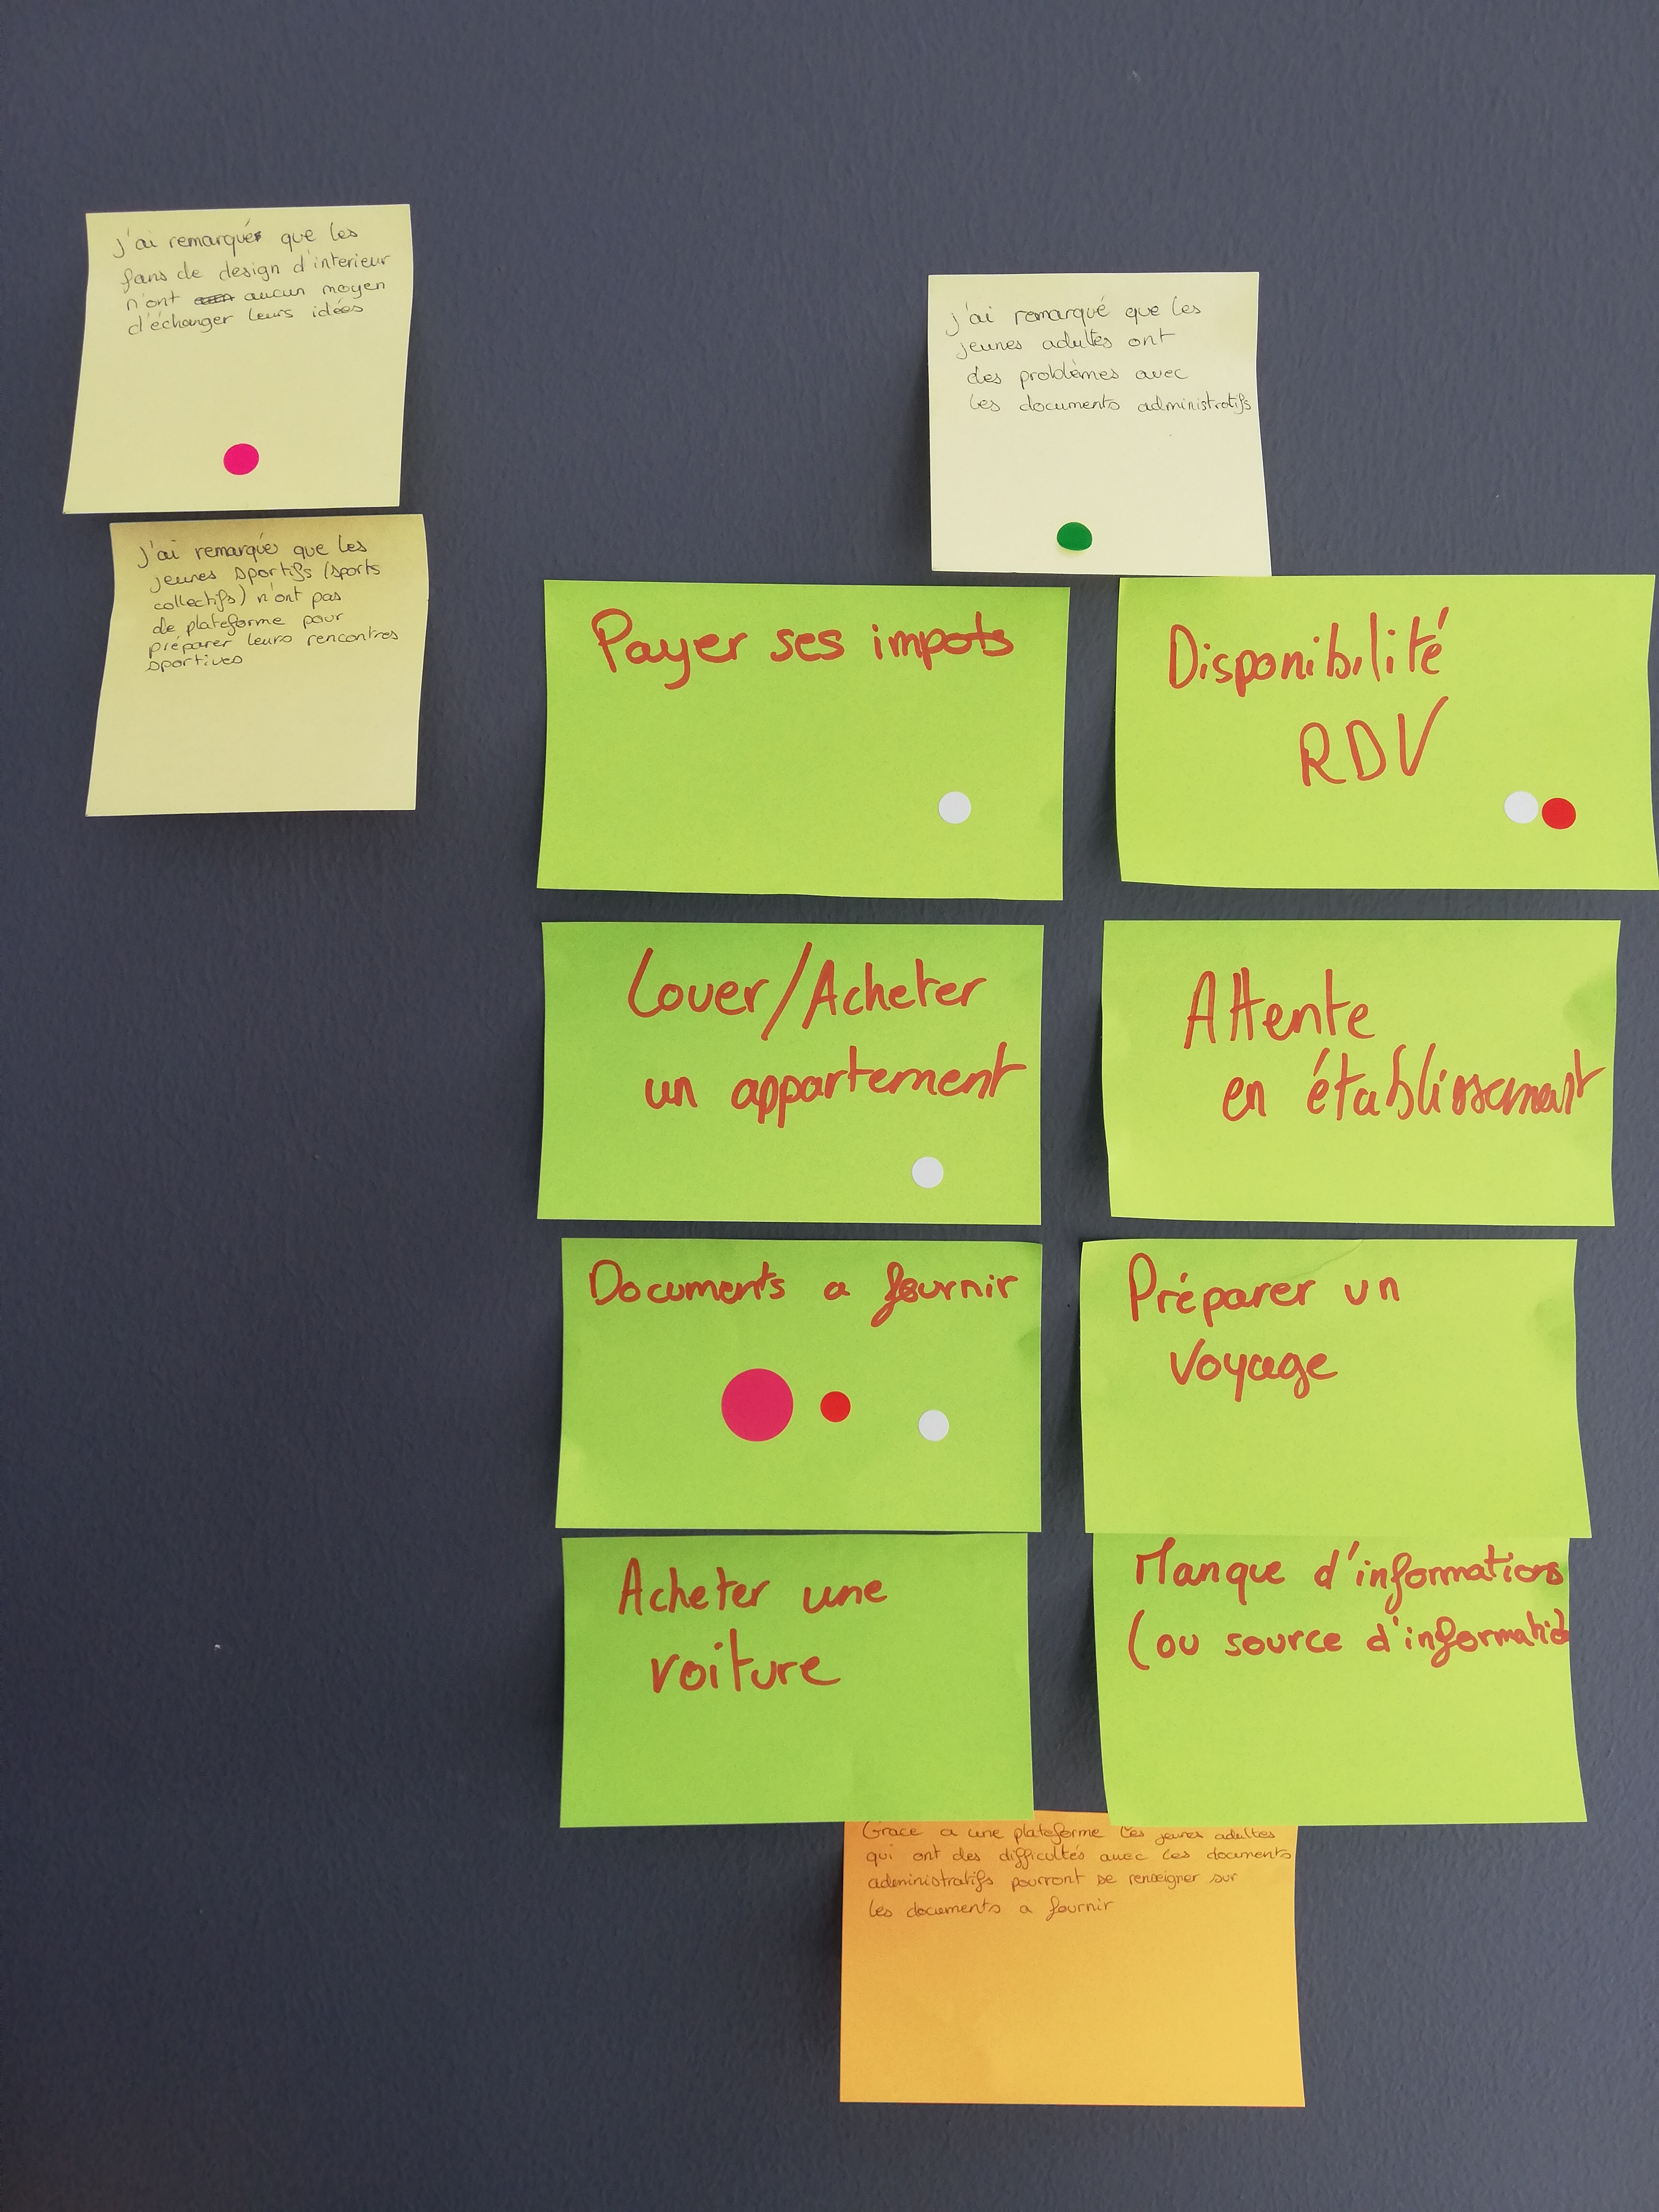 j'ai remarqué que les
fans de design d'interieur
n'ont aucun moyen
d'échanger leurs idées
j'ai remarqué que les
jeunes sportifs (sports
collectifs) n'ont pas
de plateforme pour
préparer leurs rencontres
sportives
j'ai remarqué que les
jeunes adultes ont
des problèmes avec
les documents administratifs
Payer ses impots
Disponibilité
RDV
Louer/Acheter
un appartement
Attente
en établissement
Documents a fournir
Préparer un
voyage
Acheter une
voiture
Manque d'informations
(ou source d'informatio
Grace a une plateforme les jeunes adultes
qui ont des difficultés avec les documents
administratifs pourront se renseigner sur
les documents a fournir